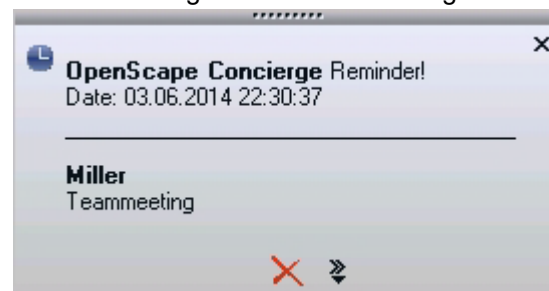 OpenScape Concierge Reminder!
Date: 03.06.2014 22:30:37
Miller
Teammeeting